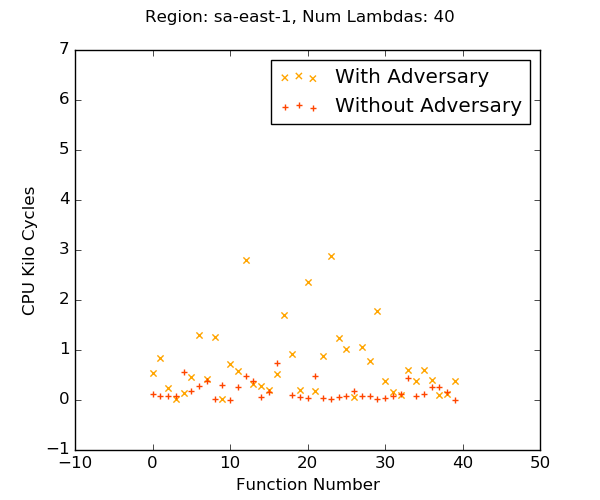 Region: sa-east-1, Num Lambdas: 40
7
6
5
4
3
2
1
0
−1
CPU Kilo Cycles
With Adversary
Without Adversary
−10 0 10 20 30 40 50
Function Number